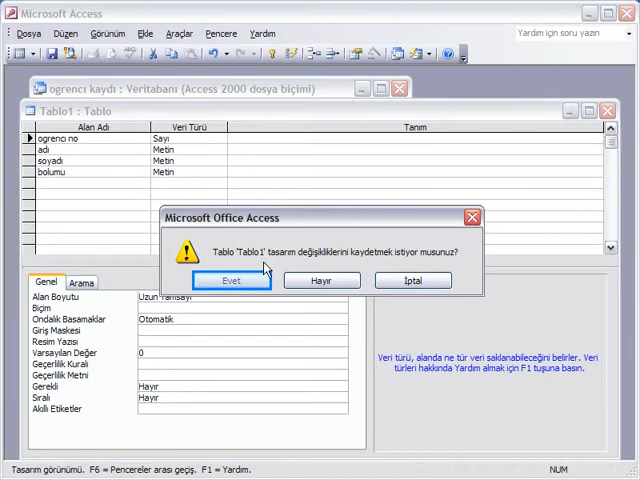 Microsoft Access
Dosya Düzen Görünüm Ekle Araçlar Pencere Yardım
Yardım için soru yazın
ogrencı kaydı : Veritabanı (Access 2000 dosya biçimi)
Tablo1 : Tablo
Alan Adı Veri Türü Tanım
ogrencı no Sayı
adı Metin
soyadı Metin
bolumu Metin
Microsoft Office Access
Tablo 'Tablo1' tasarım değişikliklerini kaydetmek istiyor musunuz?
Evet Hayır İptal
Genel Arama
Alan Boyutu Uzun Tamsayı
Biçim
Ondalık Basamaklar Otomatik
Giriş Maskesi
Resim Yazısı
Varsayılan Değer 0
Geçerlilik Kuralı
Geçerlilik Metni
Gerekli Hayır
Sıralı Hayır
Akıllı Etiketler
Veri türü, alanda ne tür veri saklanabileceğini belirler. Veri
türleri hakkında Yardım almak için F1 tuşuna basın.
Tasarım görünümü. F6 = Pencereler arası geçiş. F1 = Yardım.
NUM